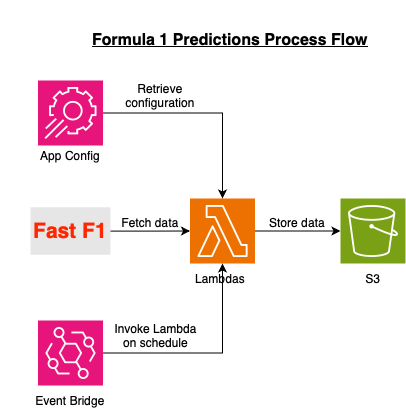 Formula 1 Predictions Process Flow
Retrieve
configuration
App Config
Fast F1
Fetch data
Store data
Lambdas
S3
Invoke Lambda
on schedule
Event Bridge